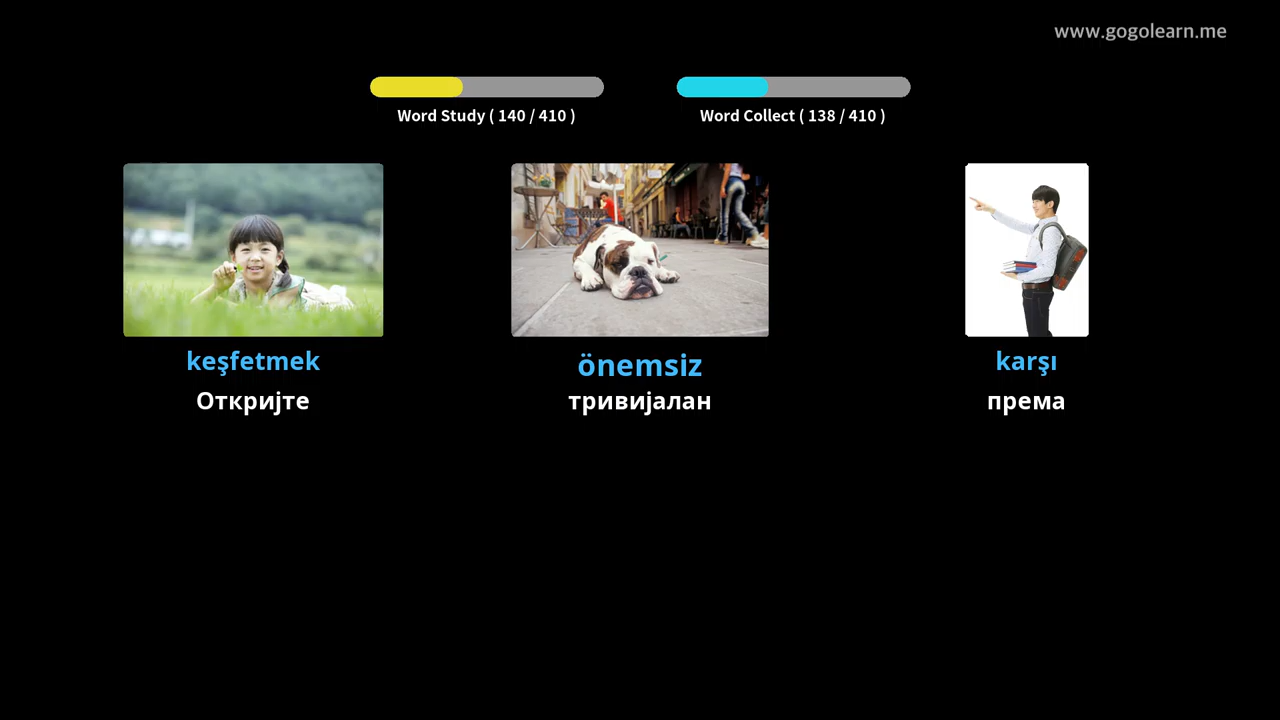 www.gogolearn.me
Word Study ( 140 / 410 )
Word Collect ( 138 / 410 )
keşfetmek
Откријте
önemsiz
тривијалан
karşı
према